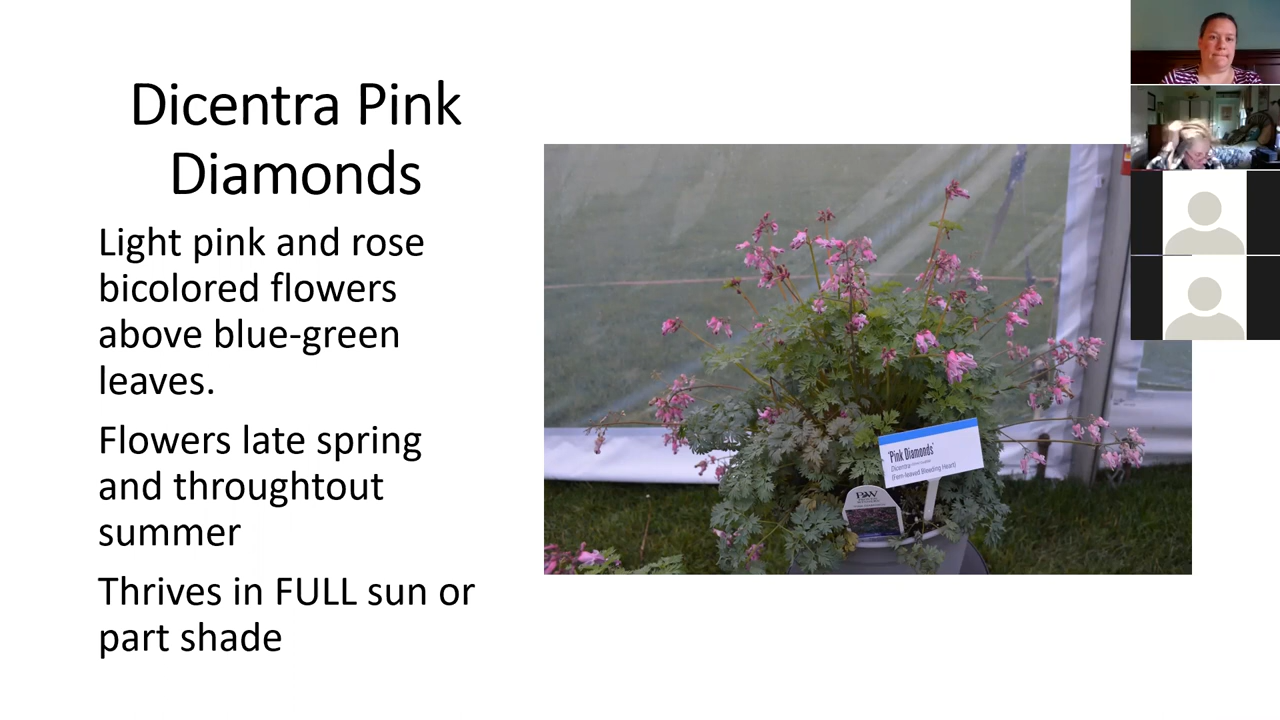 Dicentra Pink
Diamonds
Light pink and rose
bicolored flowers
above blue-green
leaves.
Flowers late spring
and throughtout
summer
Thrives in FULL sun or
part shade
'Pink Diamonds'
Dicentra
(Fern-leaved Bleeding Heart)